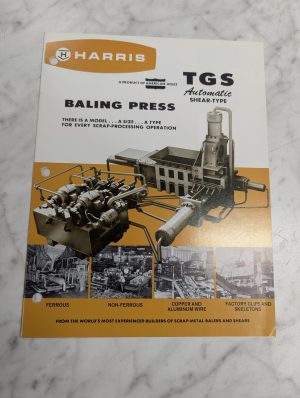 H HARRIS
A PRODUCT OF AMERICAN HOIST
TGS
Automatic
SHEAR-TYPE
BALING PRESS
THERE IS A MODEL . . . A SIZE . . . A TYPE
FOR EVERY SCRAP-PROCESSING OPERATION
FERROUS
NON-FERROUS
COPPER AND
ALUMINUM WIRE
FACTORY CLIPS AND
SKELETONS
FROM THE WORLD'S MOST EXPERIENCED BUILDERS OF SCRAP METAL BALERS AND SHEARS